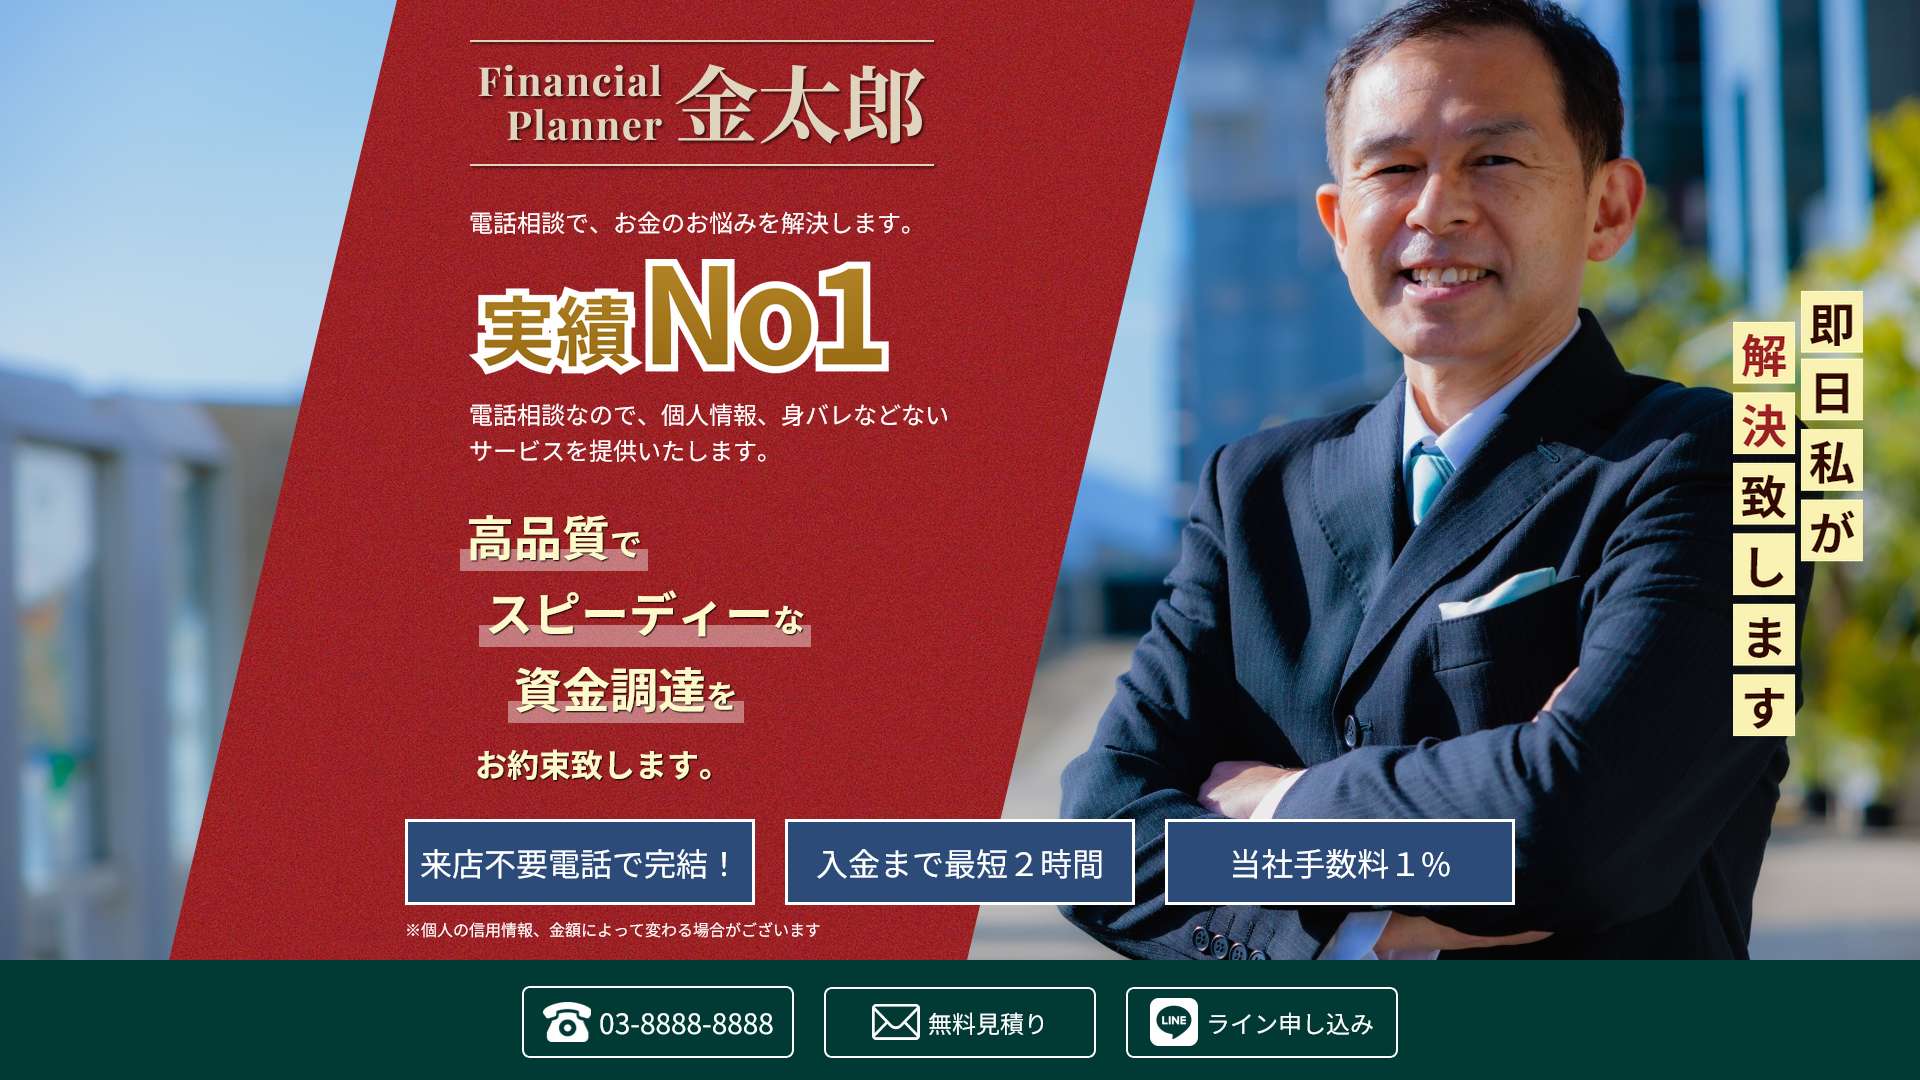 Financial
Planner 金太郎
電話相談で、お金のお悩みを解決します。
実績No1
電話相談なので、個人情報、身バレなどない
サービスを提供いたします。
高品質で
スピーディーな
資金調達を
お約束致します。
即日私が
解決致します
来店不要電話で完結！
入金まで最短２時間
当社手数料１%
※個人の信用情報、金額によって変わる場合がございます
03-8888-8888
無料見積り
LINE ライン申し込み